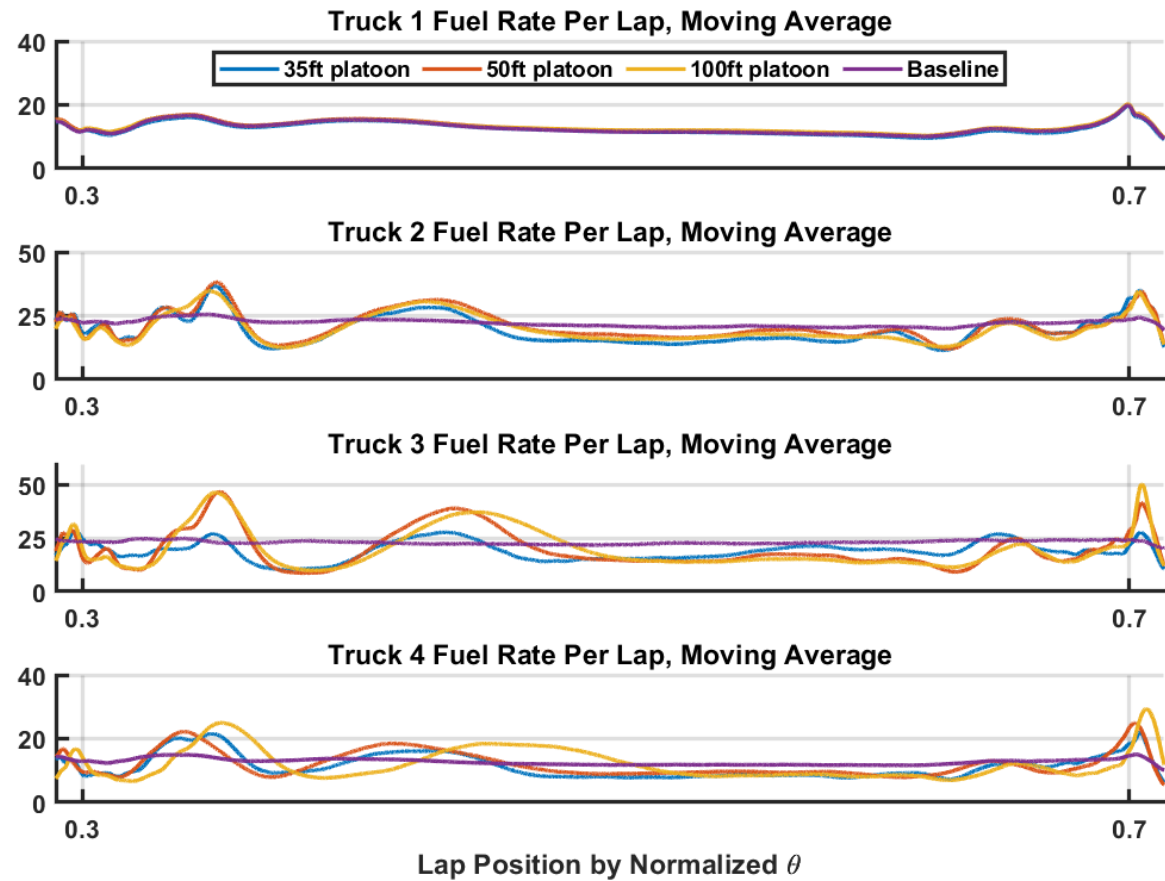 Truck 1 Fuel Rate Per Lap, Moving Average
40
35ft platoon 50ft platoon 100ft platoon Baseline
20
0
0.3 0.7
Truck 2 Fuel Rate Per Lap, Moving Average
50
25
0
0.3 0.7
Truck 3 Fuel Rate Per Lap, Moving Average
50
25
0
0.3 0.7
Truck 4 Fuel Rate Per Lap, Moving Average
40
20
0
0.3 0.7
Lap Position by Normalized θ